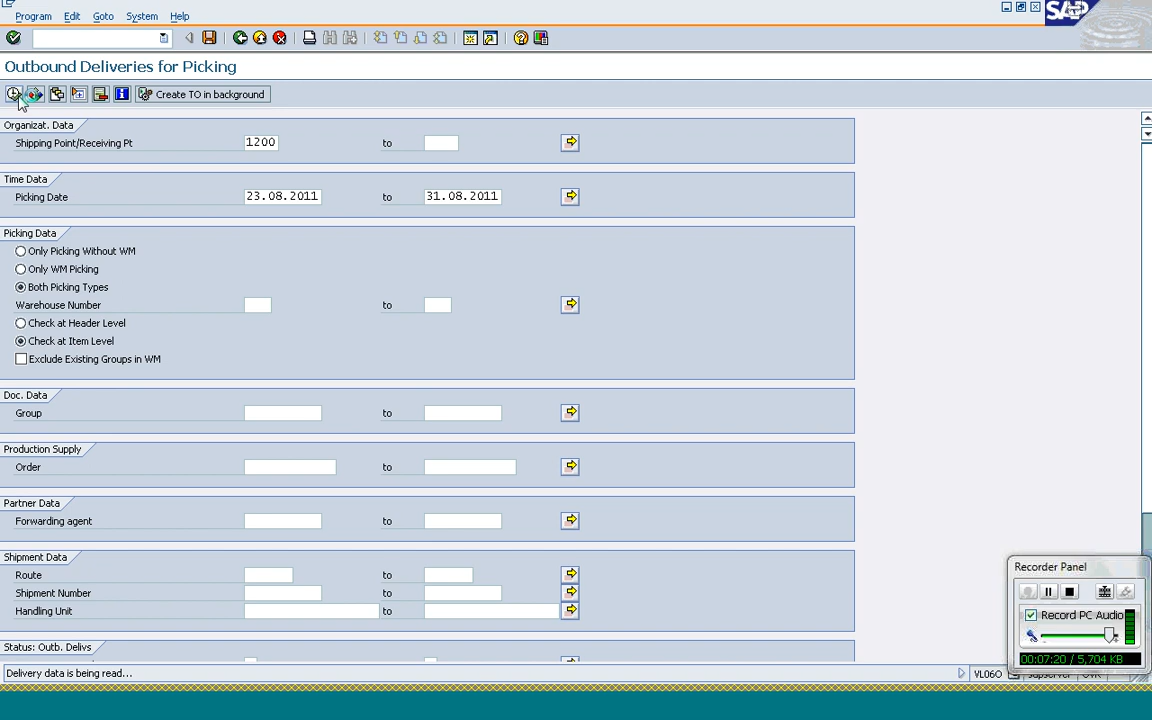 Program Edit Goto System Help
SAP
Outbound Deliveries for Picking
Create TO in background
Organizat. Data
Shipping Point/Receiving Pt 1200 to
Time Data
Picking Date 23.08.2011 to 31.08.2011
Picking Data
Only Picking Without WM
Only WM Picking
Both Picking Types
Warehouse Number to
Check at Header Level
Check at Item Level
Exclude Existing Groups in WM
Doc. Data
Group to
Production Supply
Order to
Partner Data
Forwarding agent to
Shipment Data
Route to
Shipment Number to
Handling Unit to
Status: Outb. Delivs
Delivery data is being read...
VL06O
OVR
Recorder Panel
Record PC Audio
00:07:20 / 5,704 KB